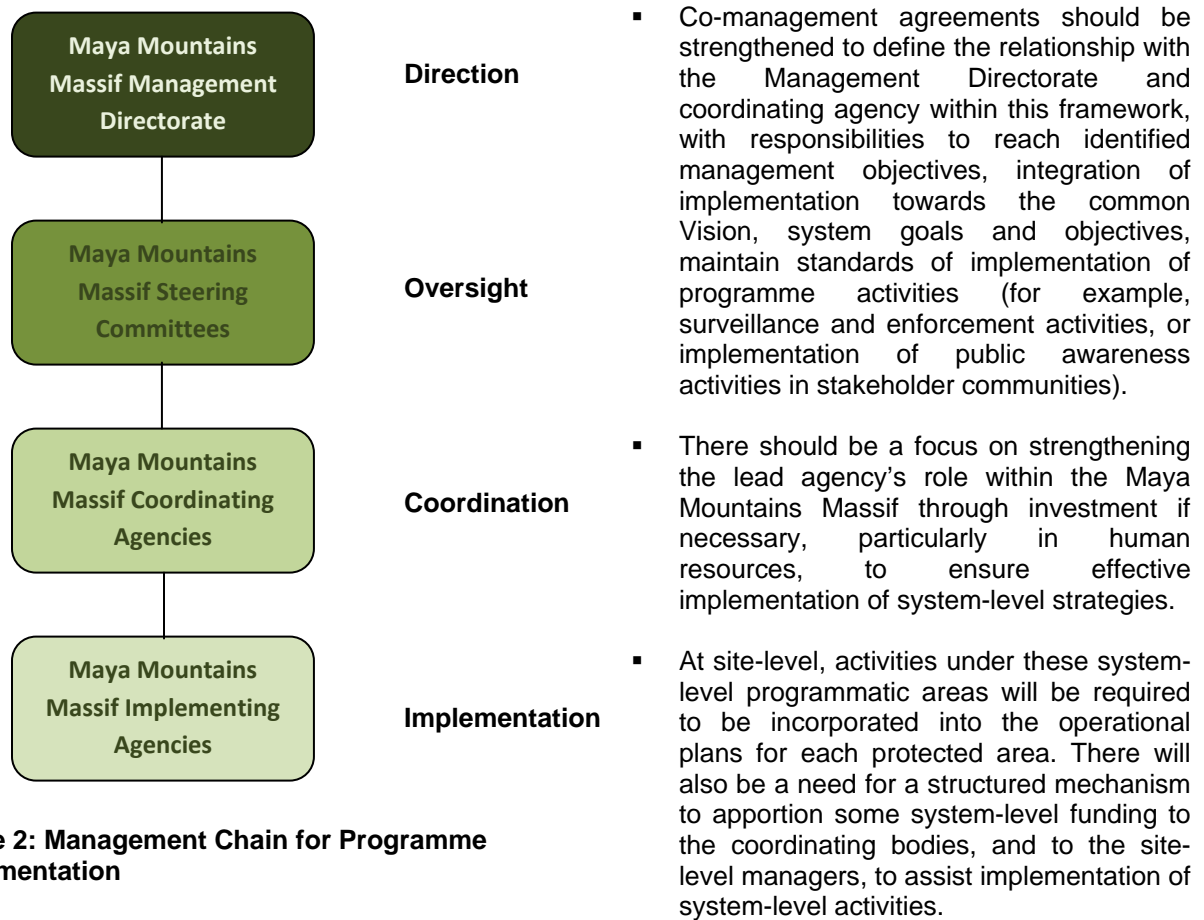 Maya Mountains
Massif Management
Directorate
Direction
Maya Mountains
Massif Steering
Committees
Oversight
Maya Mountains
Massif Coordinating
Agencies
Coordination
Maya Mountains
Massif Implementing
Agencies
Implementation
e 2: Management Chain for Programme
mentation
▪ Co-management agreements should be
strengthened to define the relationship with
the Management Directorate and
coordinating agency within this framework,
with responsibilities to reach identified
management objectives, integration of
implementation towards the common
Vision, system goals and objectives,
maintain standards of implementation of
programme activities (for example,
surveillance and enforcement activities, or
implementation of public awareness
activities in stakeholder communities).
▪ There should be a focus on strengthening
the lead agency’s role within the Maya
Mountains Massif through investment if
necessary, particularly in human
resources, to ensure effective
implementation of system-level strategies.
▪ At site-level, activities under these system-
level programmatic areas will be required
to be incorporated into the operational
plans for each protected area. There will
also be a need for a structured mechanism
to apportion some system-level funding to
the coordinating bodies, and to the site-
level managers, to assist implementation of
system-level activities.